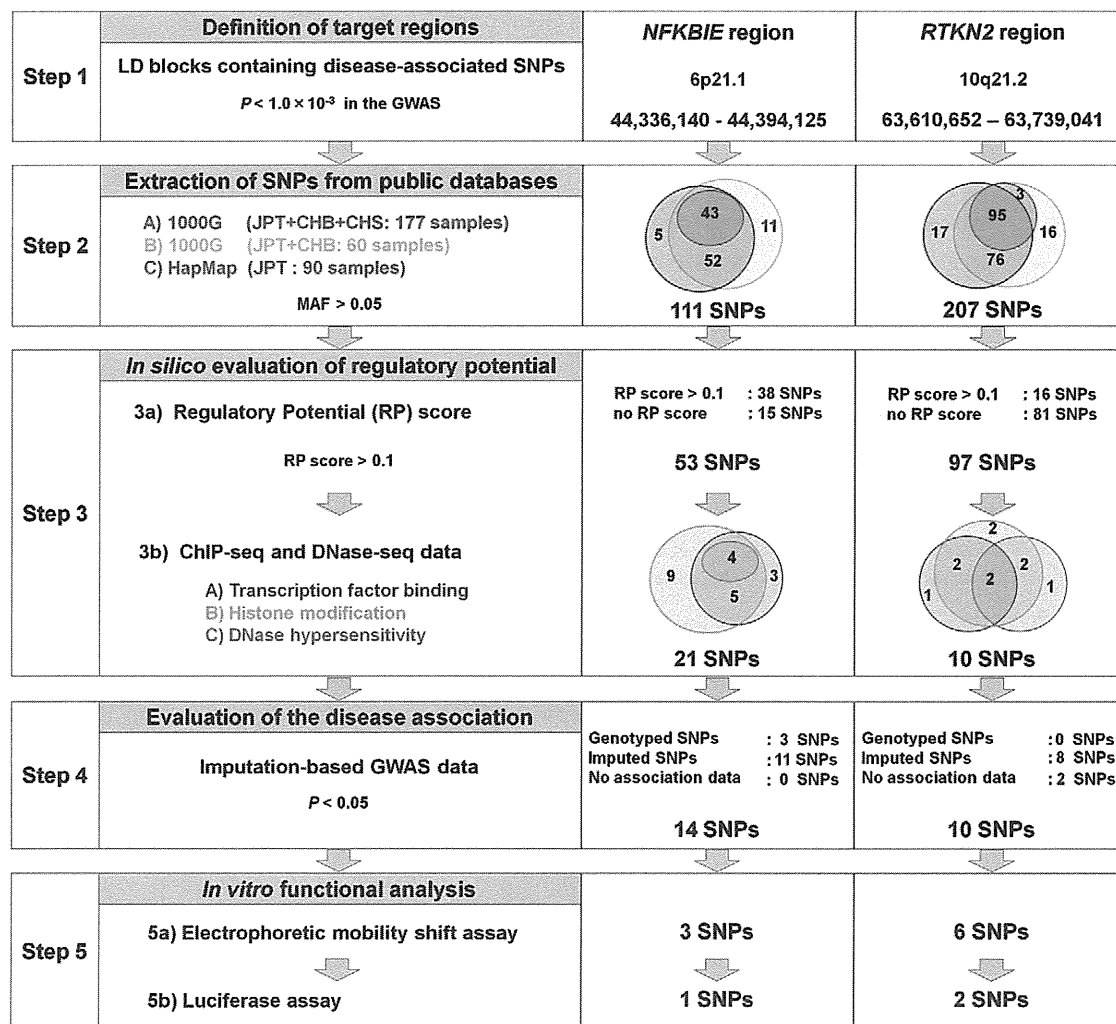 Step 1
Definition of target regions
LD blocks containing disease-associated SNPs
P < 1.0 × 10⁻³ in the GWAS
NFKBIE region
6p21.1
44,336,140 - 44,394,125
RTKN2 region
10q21.2
63,610,652 – 63,739,041
Step 2
Extraction of SNPs from public databases
A) 1000G (JPT+CHB+CHS: 177 samples)
B) 1000G (JPT+CHB: 60 samples)
C) HapMap (JPT : 90 samples)
MAF > 0.05
43
5
11
52
111 SNPs
3
95
17
16
76
207 SNPs
Step 3
In silico evaluation of regulatory potential
3a) Regulatory Potential (RP) score
RP score > 0.1
RP score > 0.1 : 38 SNPs
no RP score : 15 SNPs
53 SNPs
RP score > 0.1 : 16 SNPs
no RP score : 81 SNPs
97 SNPs
3b) ChIP-seq and DNase-seq data
A) Transcription factor binding
B) Histone modification
C) DNase hypersensitivity
4
9
3
5
21 SNPs
2
2
2
2
1
1
10 SNPs
Step 4
Evaluation of the disease association
Imputation-based GWAS data
P < 0.05
Genotyped SNPs : 3 SNPs
Imputed SNPs : 11 SNPs
No association data : 0 SNPs
14 SNPs
Genotyped SNPs : 0 SNPs
Imputed SNPs : 8 SNPs
No association data : 2 SNPs
10 SNPs
Step 5
In vitro functional analysis
5a) Electrophoretic mobility shift assay
3 SNPs
6 SNPs
5b) Luciferase assay
1 SNPs
2 SNPs